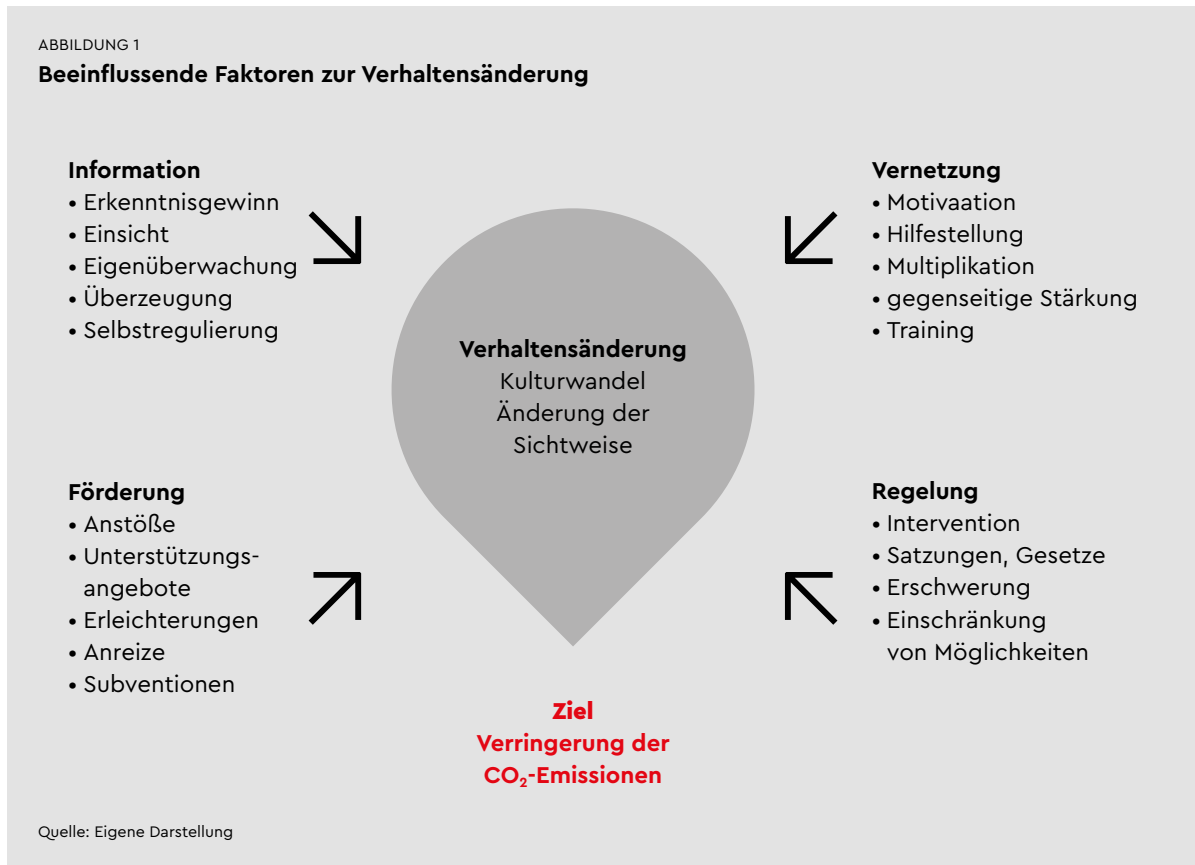 ABBILDUNG 1
Beeinflussende Faktoren zur Verhaltensänderung
Information
• Erkenntnisgewinn
• Einsicht
• Eigenüberwachung
• Überzeugung
• Selbstregulierung
Vernetzung
• Motivaation
• Hilfestellung
• Multiplikation
• gegenseitige Stärkung
• Training
Verhaltensänderung
Kulturwandel
Änderung der
Sichtweise
Förderung
• Anstöße
• Unterstützungs-
angebote
• Erleichterungen
• Anreize
• Subventionen
Regelung
• Intervention
• Satzungen, Gesetze
• Erschwerung
• Einschränkung
von Möglichkeiten
Ziel
Verringerung der
CO₂-Emissionen
Quelle: Eigene Darstellung